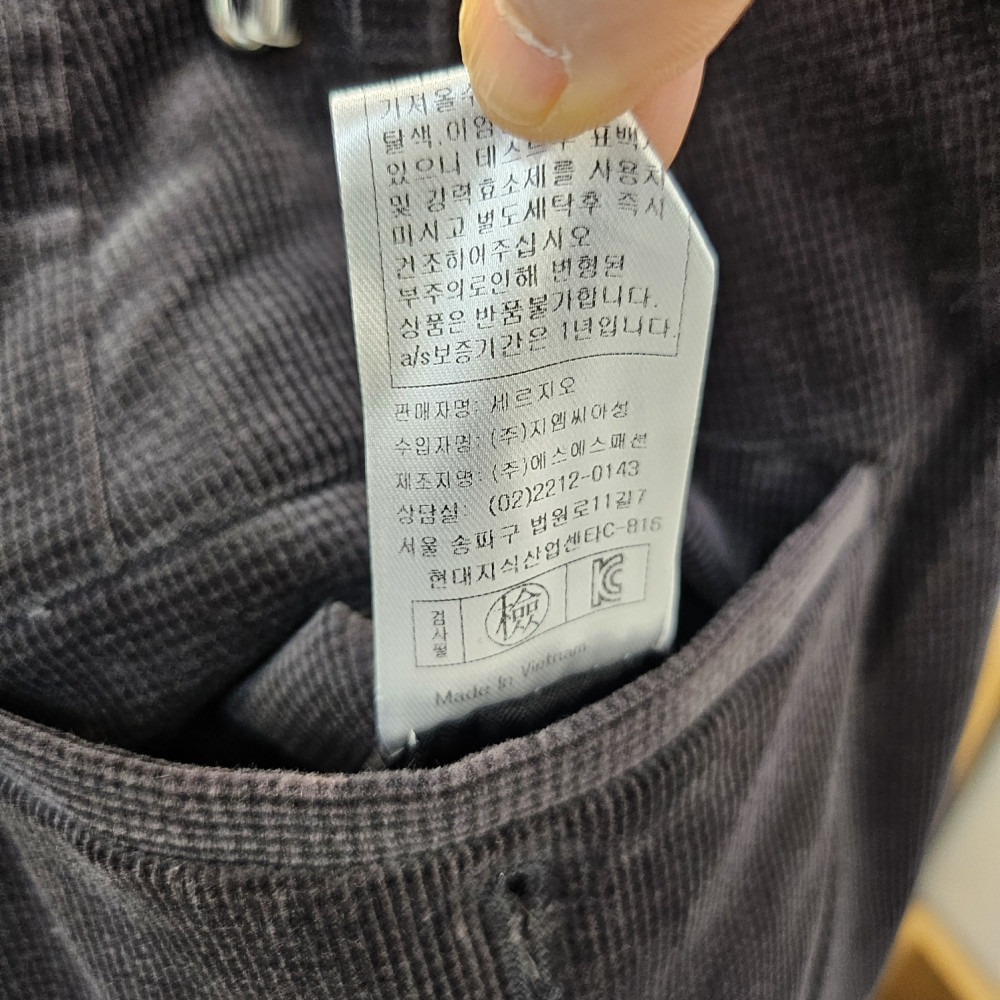 가져올수
탈색.이염 표백
있으니 테스트후
및 강력효소제를 사용치
마시고 별도세탁후 즉시
건조하여주십시오
부주의로인해 변형된
상품은 반품불가합니다.
a/s보증기간은 1년입니다.
판매자명: 세르지오
수입자명: (주)지엠씨아성
제조자명: (주)에스에스패션
상담실: (02)2212-0143
서울 송파구 법원로11길7
현대지식산업센타C-816
검사필 檢 KC
Made In Vietnam